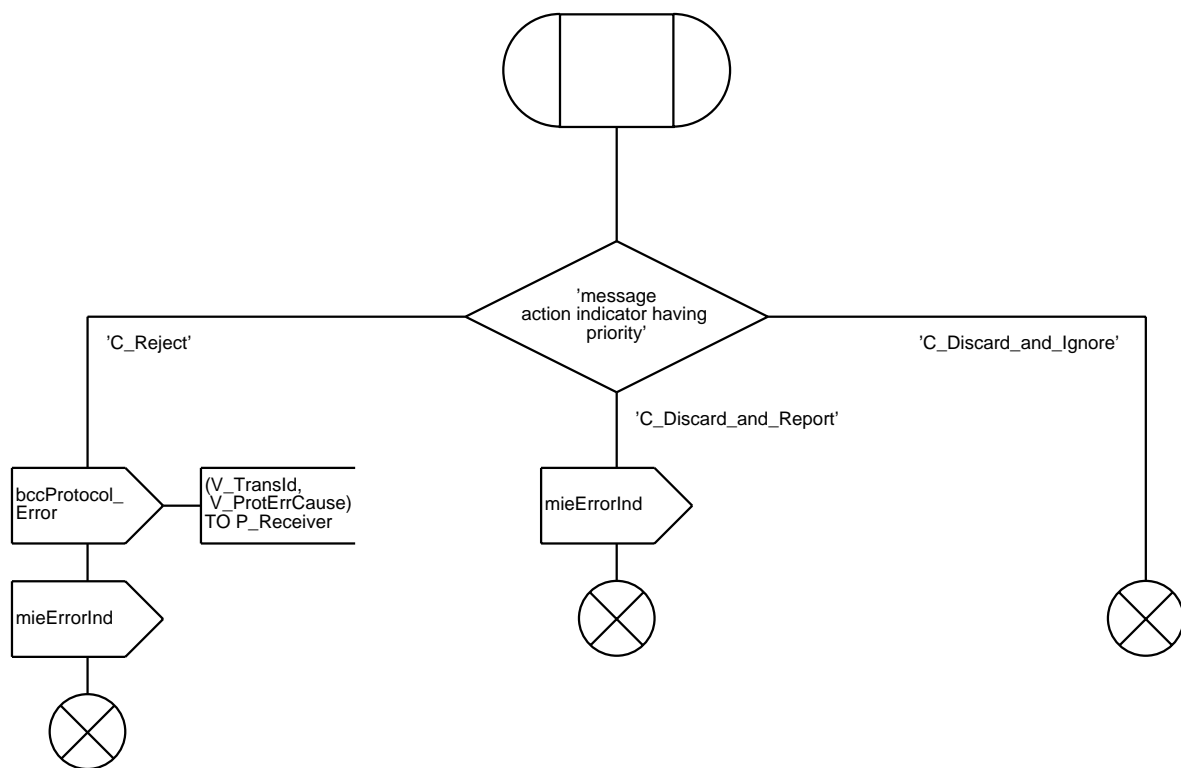 ’message
action indicator having
priority’
’C_Reject’
’C_Discard_and_Ignore’
’C_Discard_and_Report’
bccProtocol_
Error
(V_TransId,
V_ProtErrCause)
TO P_Receiver
mieErrorInd
mieErrorInd